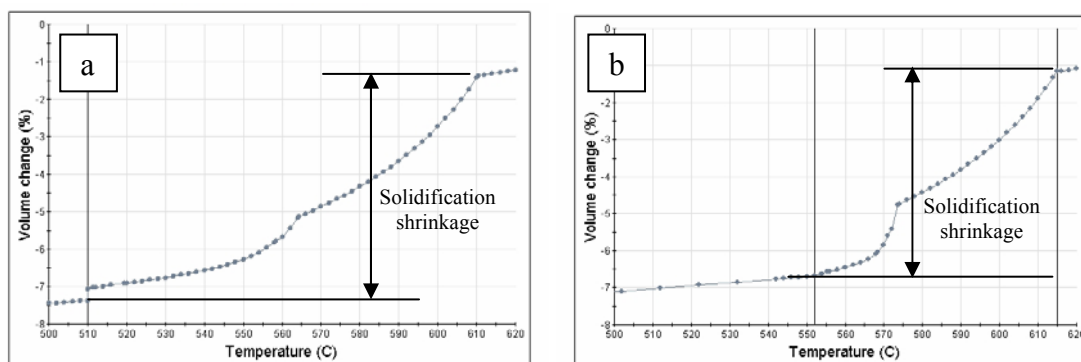 a
0
-1
-2
-3
-4
-5
-6
-7
-8
Volume change (%)
Solidification
shrinkage
500 510 520 530 540 550 560 570 580 590 600 610 620
Temperature (C)
b
0
-1
-2
-3
-4
-5
-6
-7
-8
Volume change (%)
Solidification
shrinkage
500 510 520 530 540 550 560 570 580 590 600 610 620
Temperature (C)